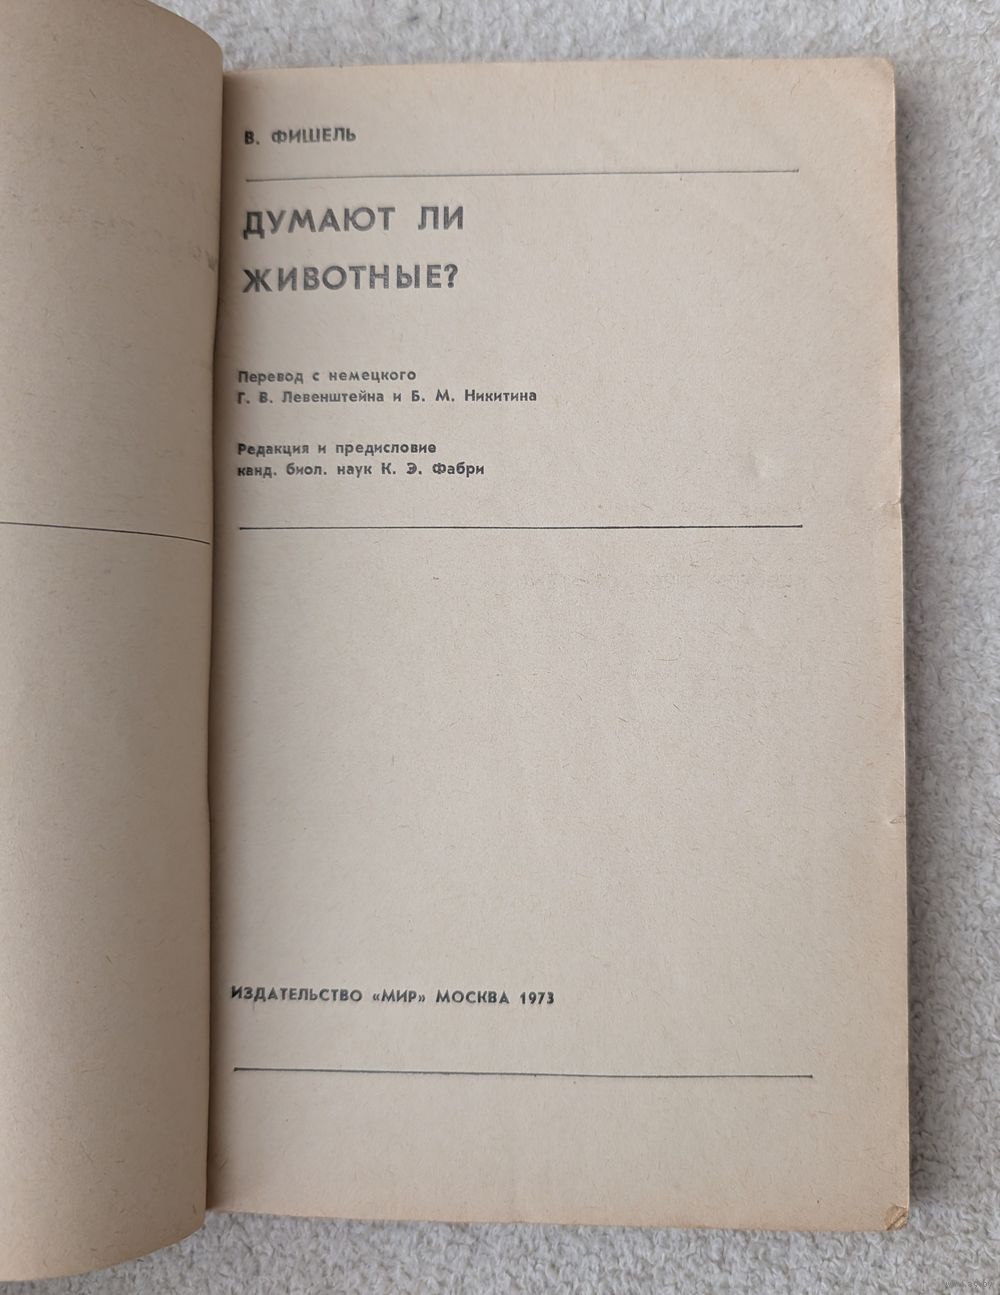 В. ФИШЕЛЬ
ДУМАЮТ ЛИ
ЖИВОТНЫЕ?
Перевод с немецкого
Г. В. Левенштейна и Б. М. Никитина
Редакция и предисловие
канд. биол. наук К. Э. Фабри
ИЗДАТЕЛЬСТВО «МИР» МОСКВА 1973